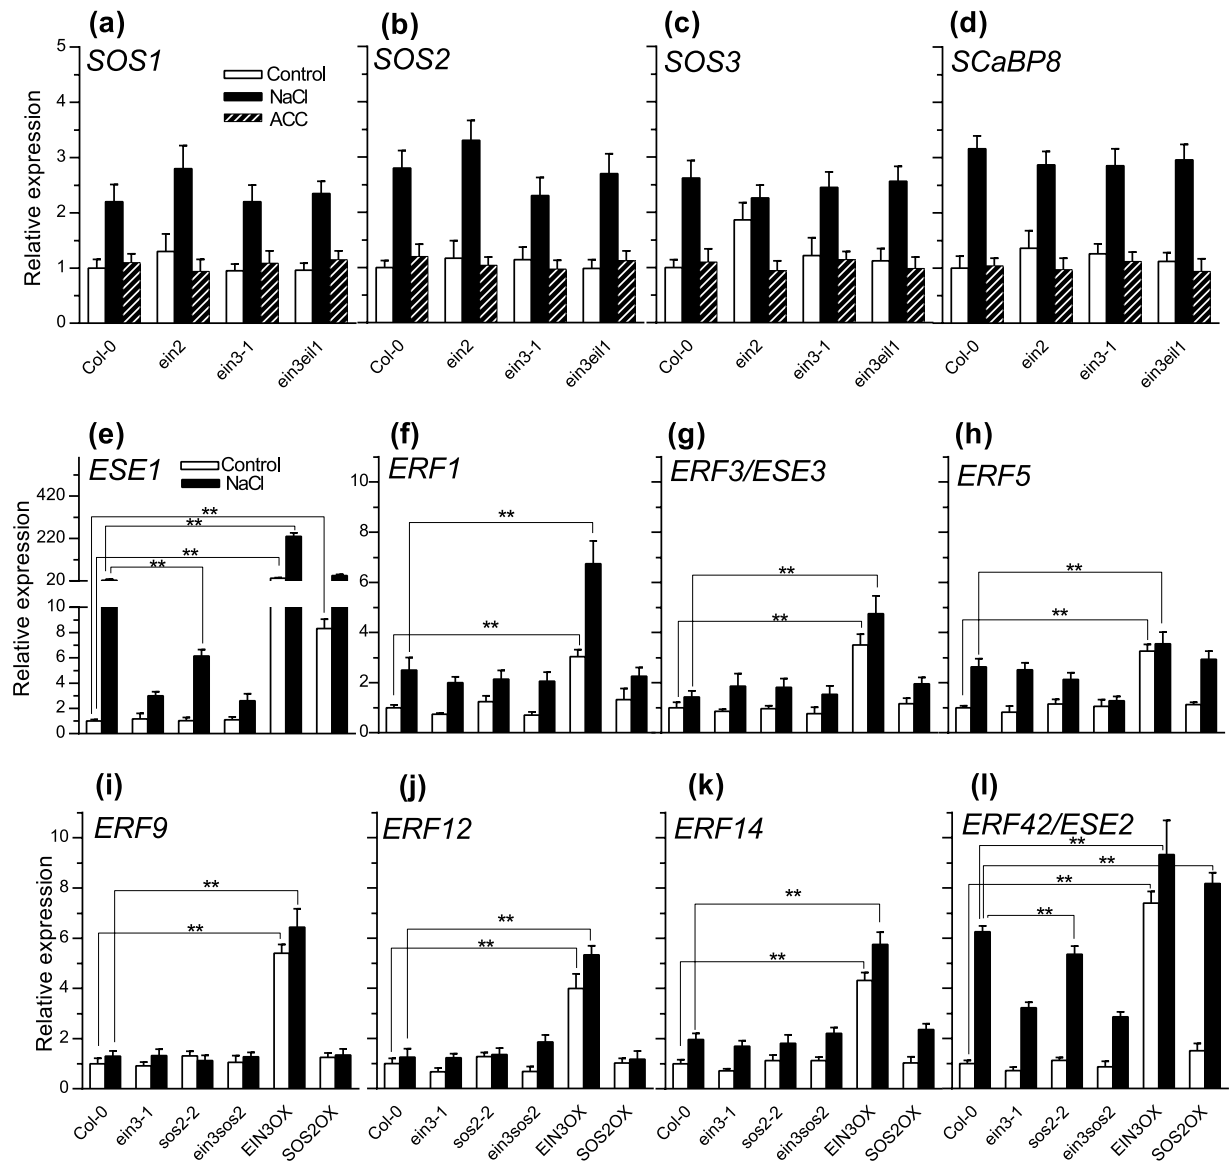 (a) (b) (c) (d)
SOS1 SOS2 SOS3 SCaBP8
Control
NaCl
ACC
Relative expression
5
4
3
2
1
0
Col-0 ein2 ein3-1 ein3eil1 Col-0 ein2 ein3-1 ein3eil1 Col-0 ein2 ein3-1 ein3eil1 Col-0 ein2 ein3-1 ein3eil1
(e) (f) (g) (h)
ESE1 ERF1 ERF3/ESE3 ERF5
Control
NaCl
Relative expression
420
220
20
10
8
6
4
2
1
0
10
8
6
4
2
0
** ** ** **
** **
** **
** **
(i) (j) (k) (l)
ERF9 ERF12 ERF14 ERF42/ESE2
Relative expression
10
8
6
4
2
0
** **
** **
** **
** ** ** **
Col-0 ein3-1 sos2-2 ein3sos2 EIN3OX SOS2OX Col-0 ein3-1 sos2-2 ein3sos2 EIN3OX SOS2OX Col-0 ein3-1 sos2-2 ein3sos2 EIN3OX SOS2OX Col-0 ein3-1 sos2-2 ein3sos2 EIN3OX SOS2OX